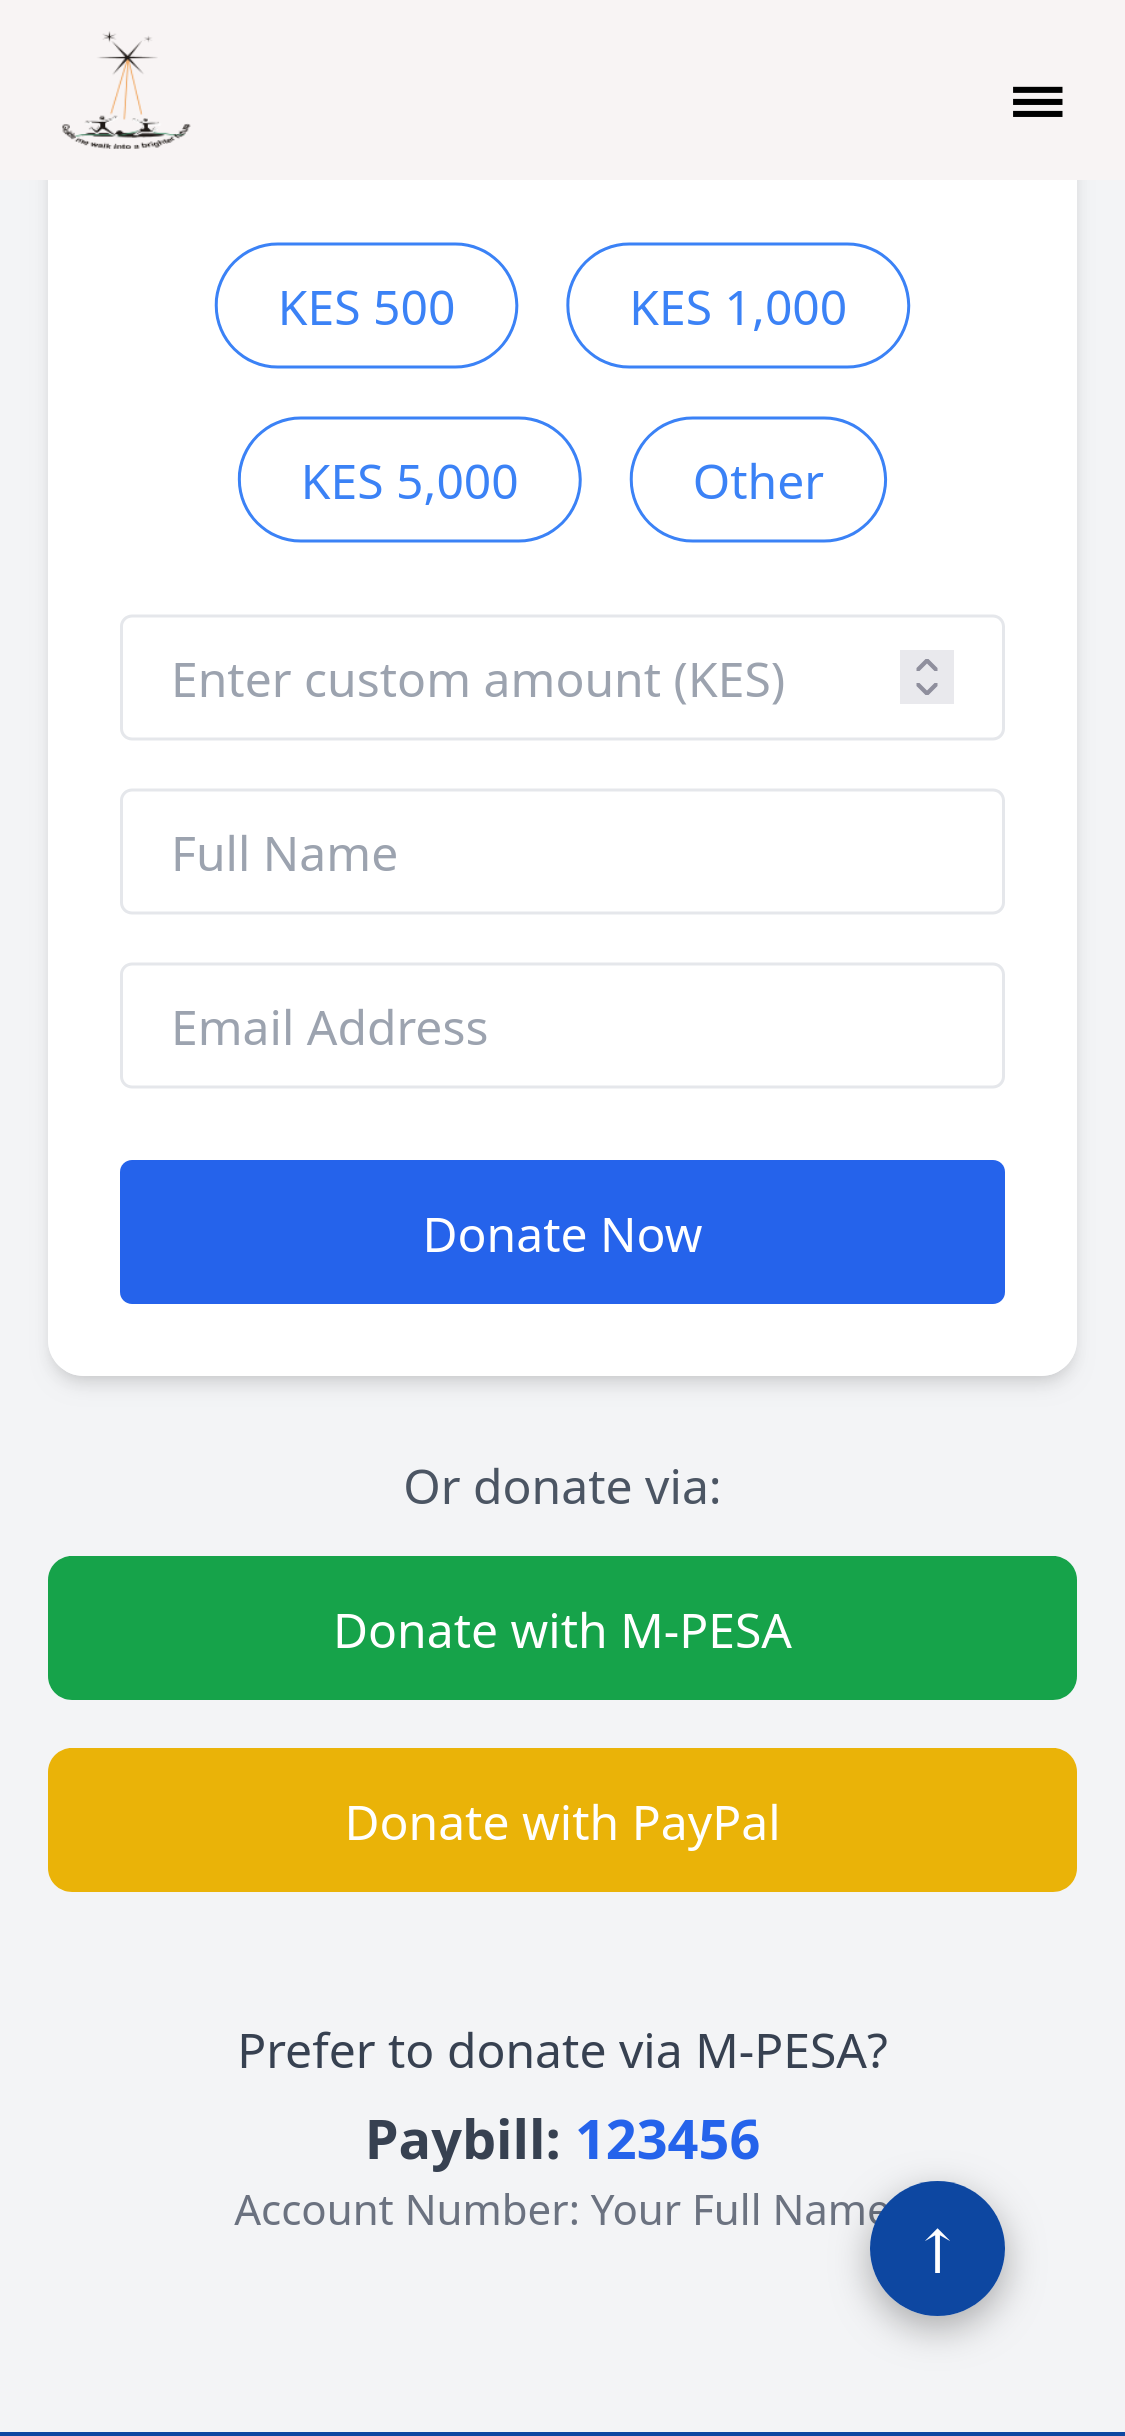 Guide me walk into a brighter future
KES 500
KES 1,000
KES 5,000
Other
Enter custom amount (KES)
Full Name
Email Address
Donate Now
Or donate via:
Donate with M-PESA
Donate with PayPal
Prefer to donate via M-PESA?
Paybill: 123456
Account Number: Your Full Name
↑